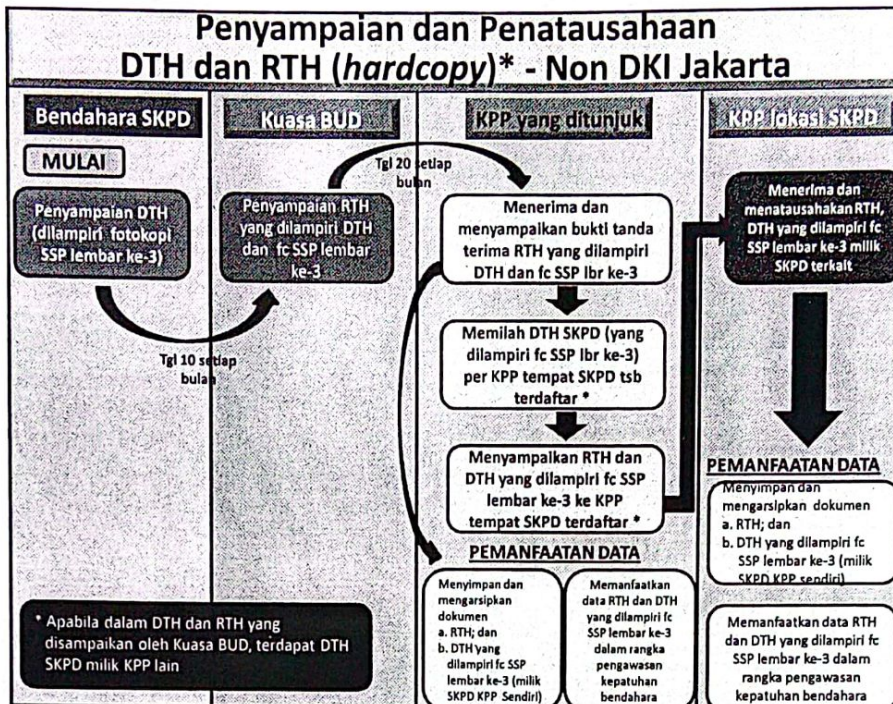 Penyampaian dan Penatausahaan
DTH dan RTH (hardcopy)* - Non DKI Jakarta
Bendahara SKPD
Kuasa BUD
KPP yang ditunjuk
KPP lokasi SKPD
MULAI
Tgl 20 setiap
bulan
Penyampaian DTH
(dilampiri fotokopi
SSP lembar ke-3)
Penyampaian RTH
yang dilampiri DTH
dan fc SSP lembar
ke-3
Tgl 10 setiap
bulan
Menerima dan
menyampaikan bukti tanda
terima RTH yang dilampiri
DTH dan fc SSP lbr ke-3
Memilah DTH SKPD (yang
dilampiri fc SSP lbr ke-3)
per KPP tempat SKPD tsb
terdaftar *
Menyampaikan RTH dan
DTH yang dilampiri fc SSP
lembar ke-3 ke KPP
tempat SKPD terdaftar *
PEMANFAATAN DATA
Menyimpan dan
mengarsipkan
dokumen
a. RTH; dan
b. DTH yang
dilampiri fc SSP
lembar ke-3 (milik
SKPD KPP Sendiri)
Memanfaatkan
data RTH dan DTH
yang dilampiri fc
SSP lembar ke-3
dalam rangka
pengawasan
kepatuhan
bendahara
Menerima dan
menatausahakan RTH,
DTH yang dilampiri fc
SSP lembar ke-3 milik
SKPD terkait
PEMANFAATAN DATA
Menyimpan dan
mengarsipkan dokumen
a. RTH; dan
b. DTH yang dilampiri fc
SSP lembar ke-3 (milik
SKPD KPP sendiri)
Memanfaatkan data RTH
dan DTH yang dilampiri fc
SSP lembar ke-3 dalam
rangka pengawasan
kepatuhan bendahara
* Apabila dalam DTH dan RTH yang
disampaikan oleh Kuasa BUD, terdapat DTH
SKPD milik KPP lain